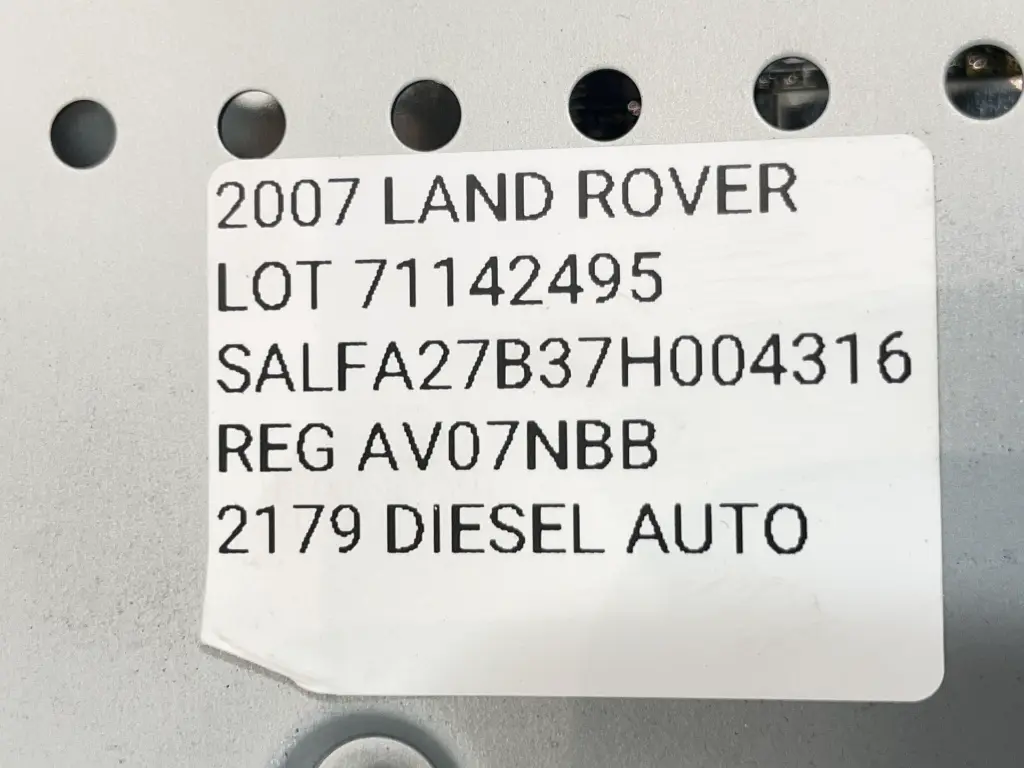 2007 LAND ROVER
LOT 71142495
SALFA27B37H004316
REG AV07NBB
2179 DIESEL AUTO